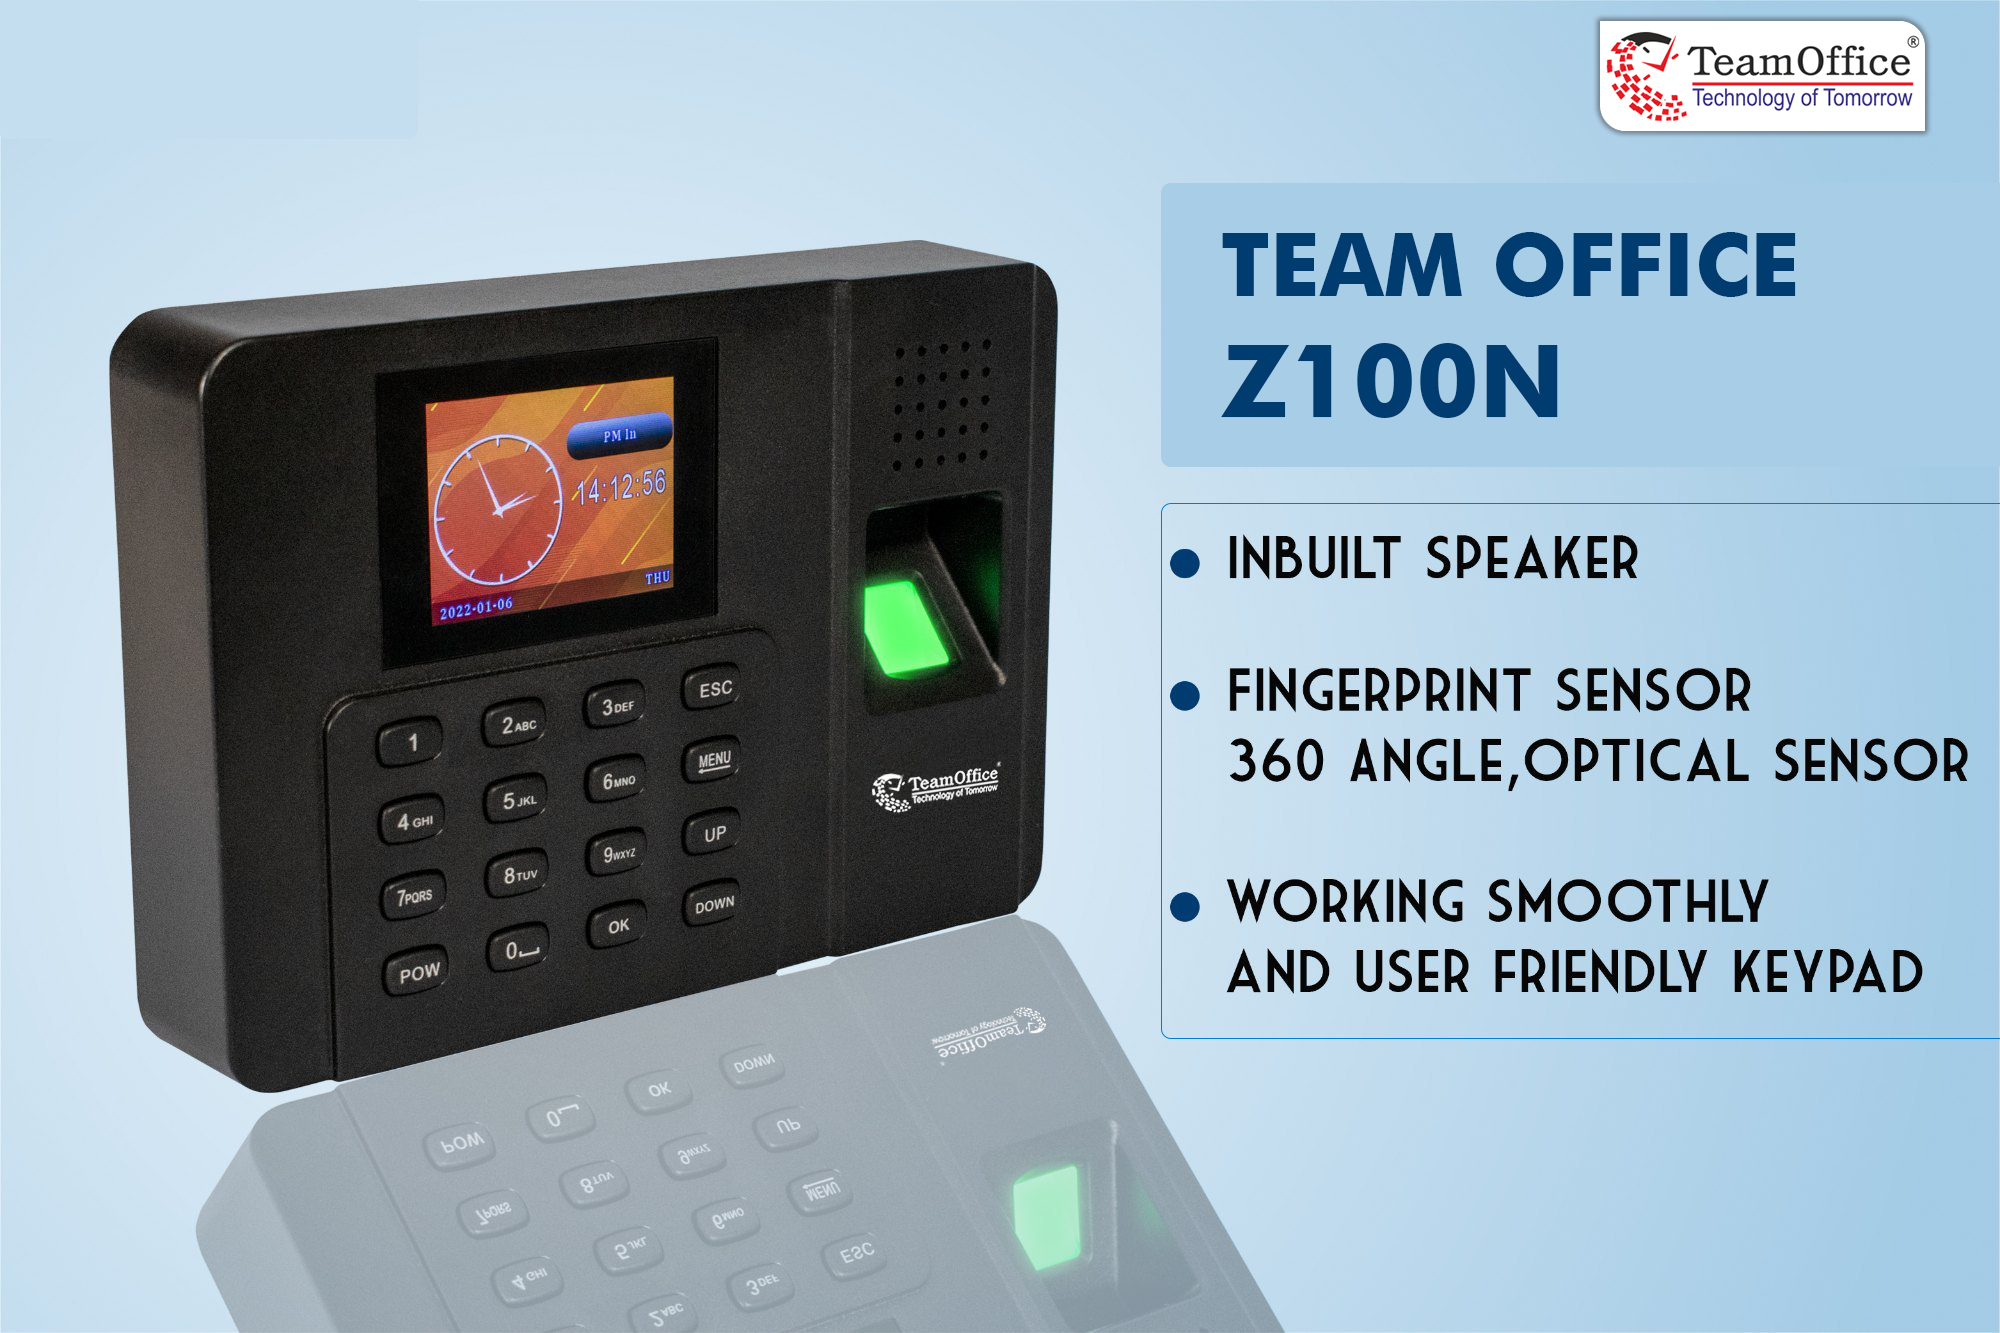 TeamOffice®
Technology of Tomorrow
TEAM OFFICE
Z100N
INBUILT SPEAKER
FINGERPRINT SENSOR
360 ANGLE,OPTICAL SENSOR
WORKING SMOOTHLY
AND USER FRIENDLY KEYPAD
PM In
14:12:56
THU
2022-01-06
1 2ABC 3DEF ESC
4GHI 5JKL 6MNO MENU
7PQRS 8TUV 9WXYZ UP
POW 0 OK DOWN
TeamOffice®
Technology of Tomorrow